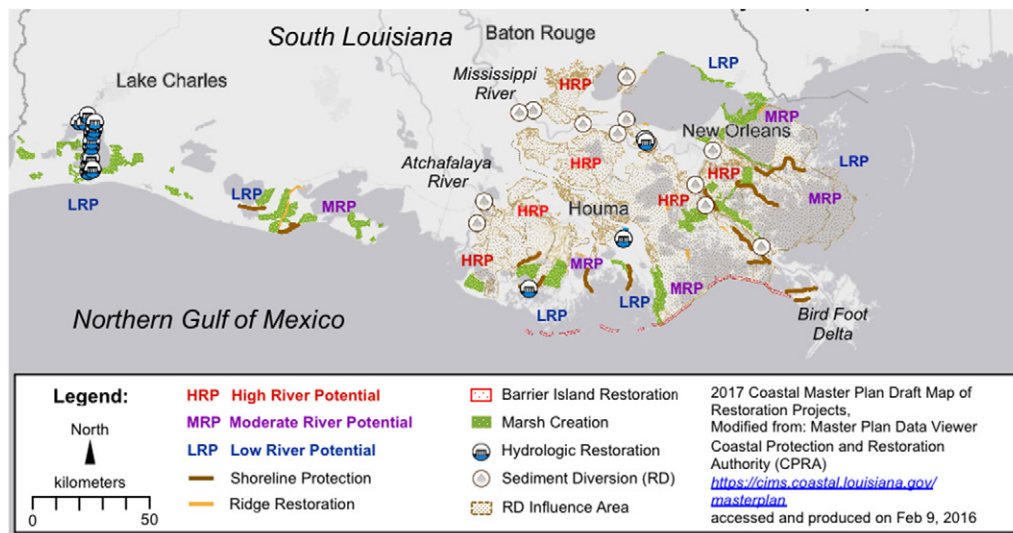 South Louisiana
Baton Rouge
Lake Charles
Mississippi
River
HRP
LRP
MRP
New Orleans
Atchafalaya
River
HRP
LRP
LRP
LRP
MRP
HRP
Houma
HRP
HRP
MRP
HRP
MRP
LRP
MRP
LRP
Bird Foot
Delta
Northern Gulf of Mexico
Legend:
North
kilometers
0 50
HRP High River Potential
MRP Moderate River Potential
LRP Low River Potential
Shoreline Protection
Ridge Restoration
Barrier Island Restoration
Marsh Creation
Hydrologic Restoration
Sediment Diversion (RD)
RD Influence Area
2017 Coastal Master Plan Draft Map of
Restoration Projects,
Modified from: Master Plan Data Viewer
Coastal Protection and Restoration
Authority (CPRA)
https://cims.coastal.louisiana.gov/
masterplan
accessed and produced on Feb 9, 2016